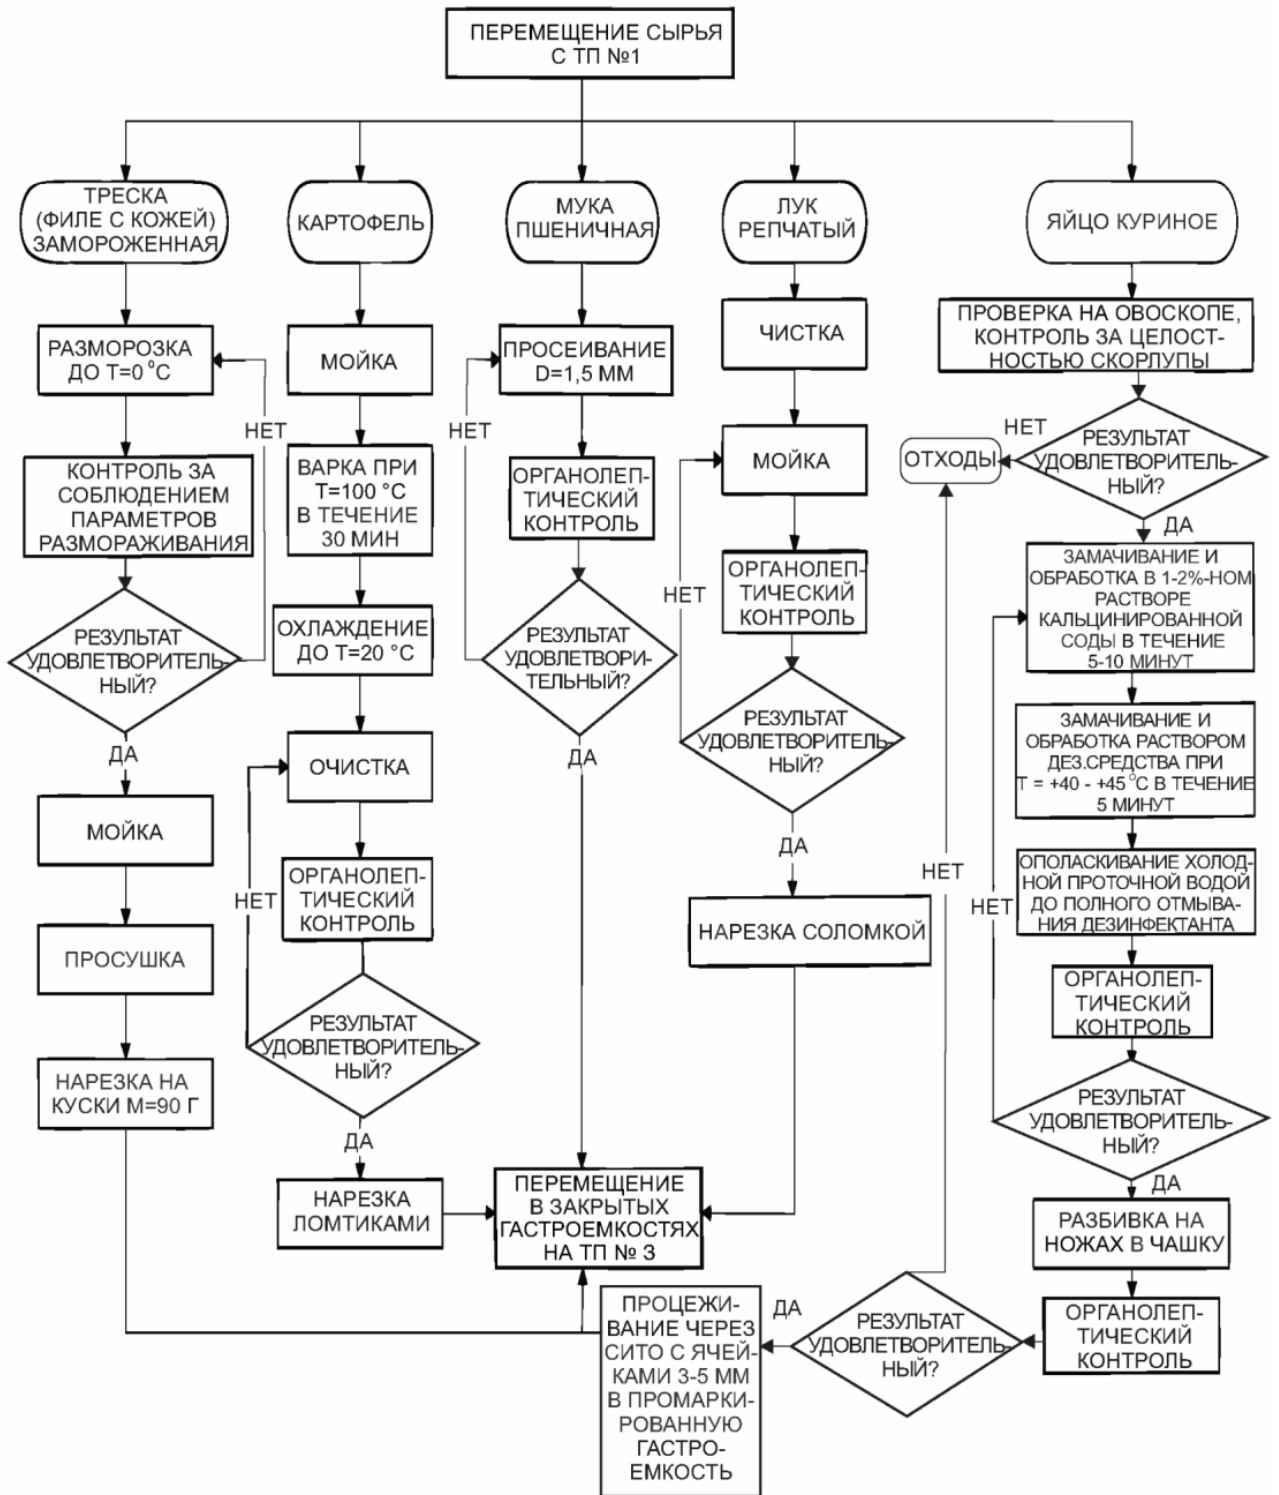 ПЕРЕМЕЩЕНИЕ СЫРЬЯ
С ТП №1
ТРЕСКА
(ФИЛЕ С КОЖЕЙ)
ЗАМОРОЖЕННАЯ
РАЗМОРОЗКА
ДО Т=0 °С
НЕТ
КОНТРОЛЬ ЗА
СОБЛЮДЕНИЕМ
ПАРАМЕТРОВ
РАЗМОРАЖИВАНИЯ
РЕЗУЛЬТАТ
УДОВЛЕТВОРИТЕЛЬ-
НЫЙ?
ДА
МОЙКА
ПРОСУШКА
НАРЕЗКА НА
КУСКИ М=90 Г
КАРТОФЕЛЬ
МОЙКА
ВАРКА ПРИ
Т=100 °С
В ТЕЧЕНИЕ
30 МИН
ОХЛАЖДЕНИЕ
ДО Т=20 °С
ОЧИСТКА
ОРГАНОЛЕП-
ТИЧЕСКИЙ
КОНТРОЛЬ
НЕТ
РЕЗУЛЬТАТ
УДОВЛЕТВОРИТЕЛЬ-
НЫЙ?
ДА
НАРЕЗКА
ЛОМТИКАМИ
МУКА
ПШЕНИЧНАЯ
ПРОСЕИВАНИЕ
D=1,5 ММ
НЕТ
ОРГАНОЛЕП-
ТИЧЕСКИЙ
КОНТРОЛЬ
РЕЗУЛЬТАТ
УДОВЛЕТВОРИ-
ТЕЛЬНЫЙ?
ДА
ПЕРЕМЕЩЕНИЕ
В ЗАКРЫТЫХ
ГАСТРОЕМКОСТЯХ
НА ТП № 3
ЛУК
РЕПЧАТЫЙ
ЧИСТКА
МОЙКА
ОРГАНОЛЕП-
ТИЧЕСКИЙ
КОНТРОЛЬ
НЕТ
РЕЗУЛЬТАТ
УДОВЛЕТВОРИТЕЛЬ-
НЫЙ?
ДА
НАРЕЗКА СОЛОМКОЙ
ЯЙЦО КУРИНОЕ
ПРОВЕРКА НА ОВОСКОПЕ,
КОНТРОЛЬ ЗА ЦЕЛОСТ-
НОСТЬЮ СКОРЛУПЫ
НЕТ
ОТХОДЫ
РЕЗУЛЬТАТ
УДОВЛЕТВОРИТЕЛЬ-
НЫЙ?
ДА
ЗАМАЧИВАНИЕ И
ОБРАБОТКА В 1-2%-НОМ
РАСТВОРЕ
КАЛЬЦИНИРОВАННОЙ
СОДЫ В ТЕЧЕНИЕ
5-10 МИНУТ
ЗАМАЧИВАНИЕ И
ОБРАБОТКА РАСТВОРОМ
ДЕЗ.СРЕДСТВА ПРИ
Т = +40 - +45 °С В ТЕЧЕНИЕ
5 МИНУТ
ОПОЛАСКИВАНИЕ ХОЛОД-
НОЙ ПРОТОЧНОЙ ВОДОЙ
ДО ПОЛНОГО ОТМЫВА-
НИЯ ДЕЗИНФЕКТАНТА
НЕТ
ОРГАНОЛЕП-
ТИЧЕСКИЙ
КОНТРОЛЬ
РЕЗУЛЬТАТ
УДОВЛЕТВОРИТЕЛЬ-
НЫЙ?
ДА
РАЗБИВКА НА
НОЖАХ В ЧАШКУ
ОРГАНОЛЕП-
ТИЧЕСКИЙ
КОНТРОЛЬ
РЕЗУЛЬТАТ
УДОВЛЕТВОРИТЕЛЬ-
НЫЙ?
НЕТ
ДА
ПРОЦЕЖИ-
ВАНИЕ ЧЕРЕЗ
СИТО С ЯЧЕЙ-
КАМИ 3-5 ММ
В ПРОМАРКИ-
РОВАННУЮ
ГАСТРО-
ЕМКОСТЬ